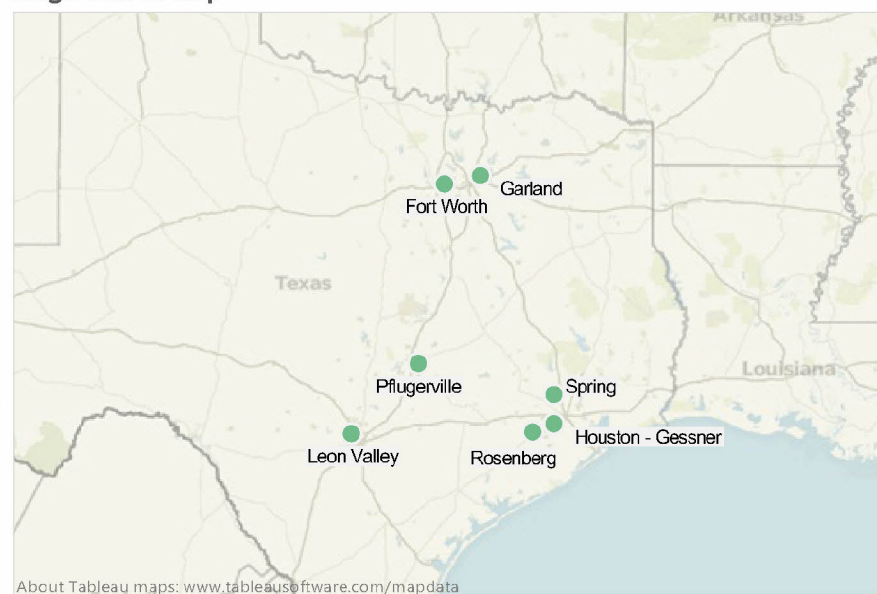 Arkansas
Garland
Fort Worth
Texas
Pflugerville
Spring
Louisiana
Houston - Gessner
Leon Valley
Rosenberg
About Tableau maps: www.tableausoftware.com/mapdata